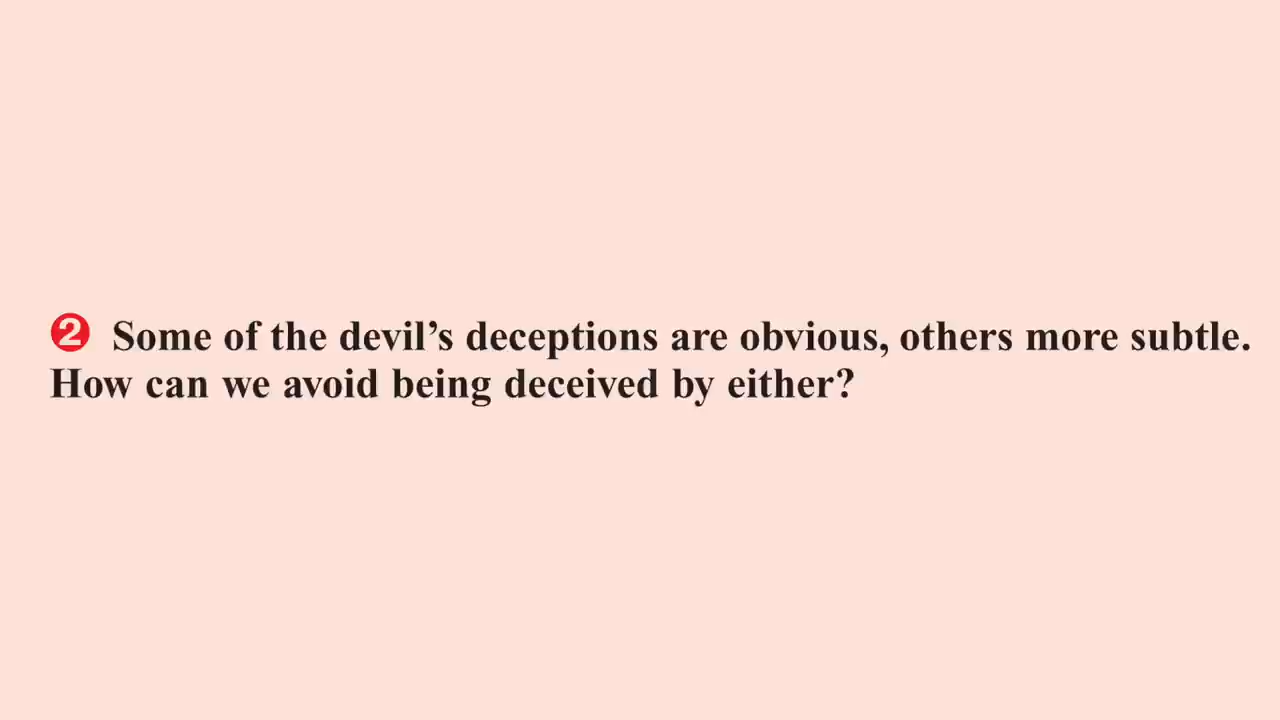 ❷ Some of the devil’s deceptions are obvious, others more subtle.
How can we avoid being deceived by either?